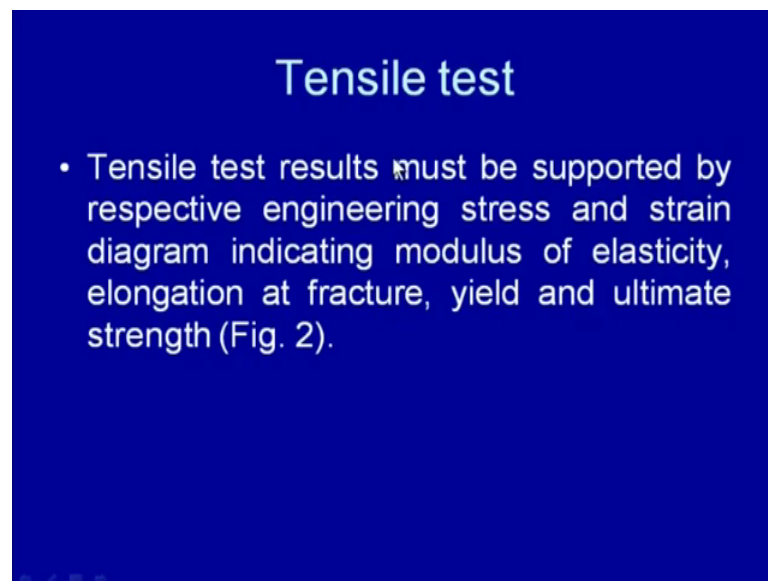 Tensile test
• Tensile test results must be supported by
respective engineering stress and strain
diagram indicating modulus of elasticity,
elongation at fracture, yield and ultimate
strength (Fig. 2).